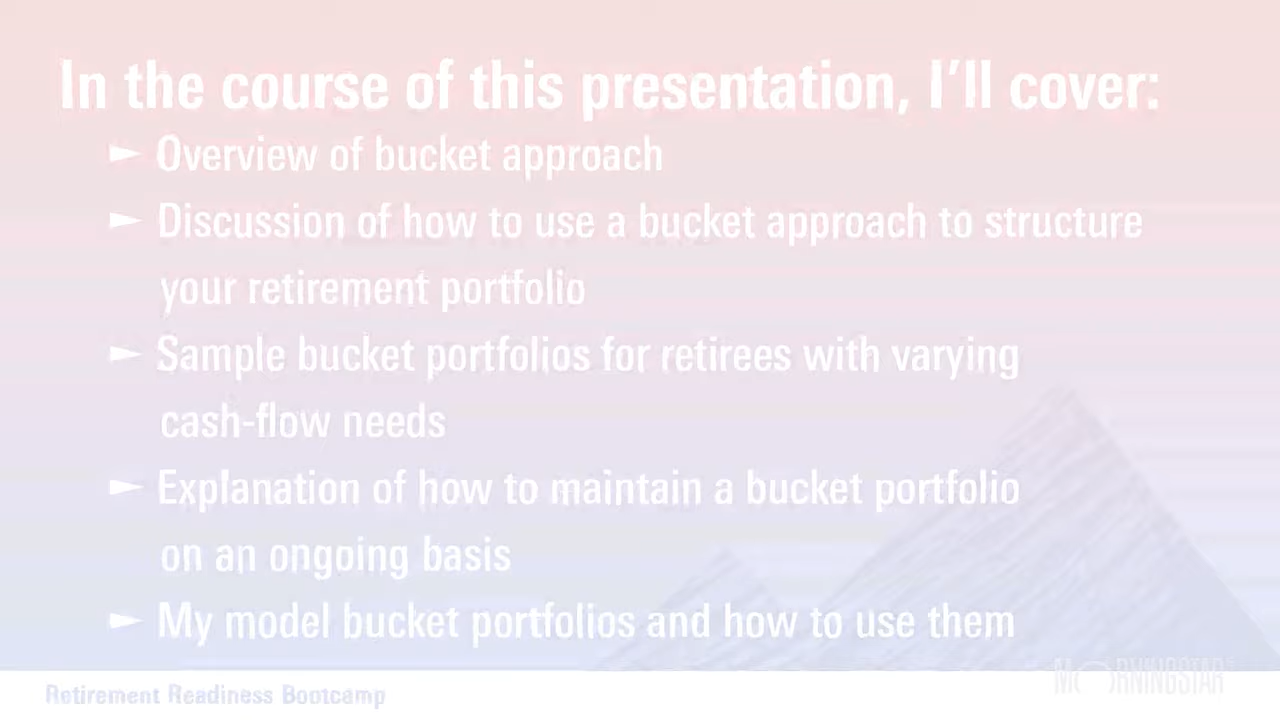 In the course of this presentation, I'll cover:
► Overview of bucket approach
► Discussion of how to use a bucket approach to structure
your retirement portfolio
► Sample bucket portfolios for retirees with varying
cash-flow needs
► Explanation of how to maintain a bucket portfolio
on an ongoing basis
► My model bucket portfolios and how to use them
Retirement Readiness Bootcamp
MORNINGSTAR®